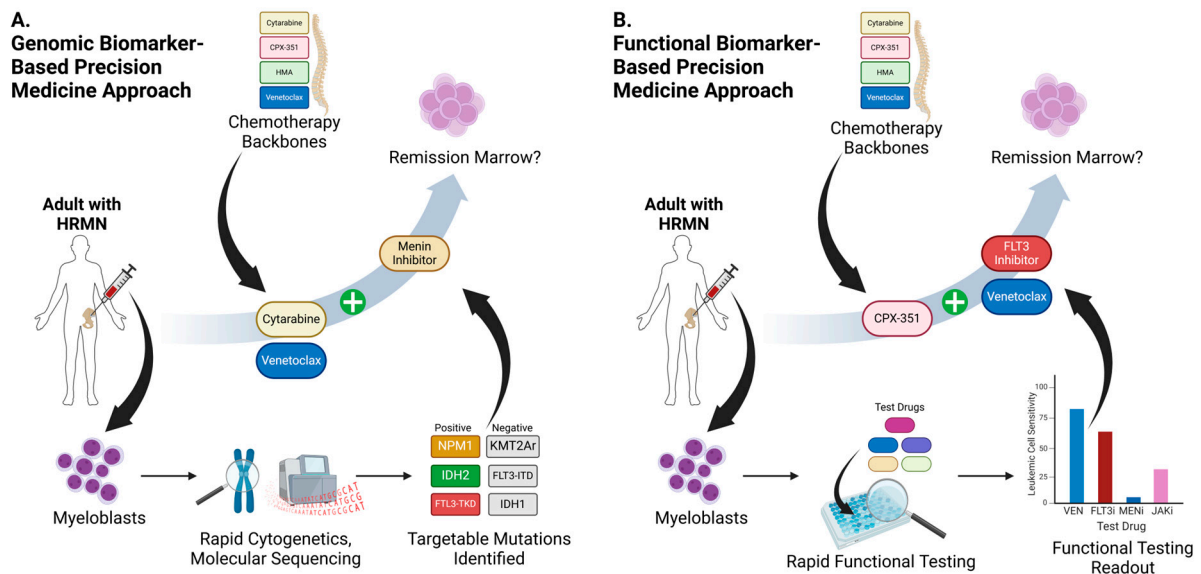 A.
Genomic Biomarker-
Based Precision
Medicine Approach
Cytarabine
CPX-351
HMA
Venetoclax
Chemotherapy
Backbones
Remission Marrow?
Adult with
HRMN
Menin
Inhibitor
Cytarabine
Venetoclax
Myeloblasts
ATATCATGCGCAT
ATATCATGCG
ATATCATGCGCAT
Rapid Cytogenetics,
Molecular Sequencing
Positive
Negative
NPM1
KMT2Ar
IDH2
FLT3-ITD
FTL3-TKD
IDH1
Targetable Mutations
Identified
B.
Functional Biomarker-
Based Precision
Medicine Approach
Cytarabine
CPX-351
HMA
Venetoclax
Chemotherapy
Backbones
Remission Marrow?
Adult with
HRMN
FLT3
Inhibitor
Venetoclax
CPX-351
Myeloblasts
Test Drugs
Rapid Functional Testing
Leukemic Cell Sensitivity
100
75
50
25
0
VEN FLT3i MENi JAKi
Test Drug
Functional Testing
Readout